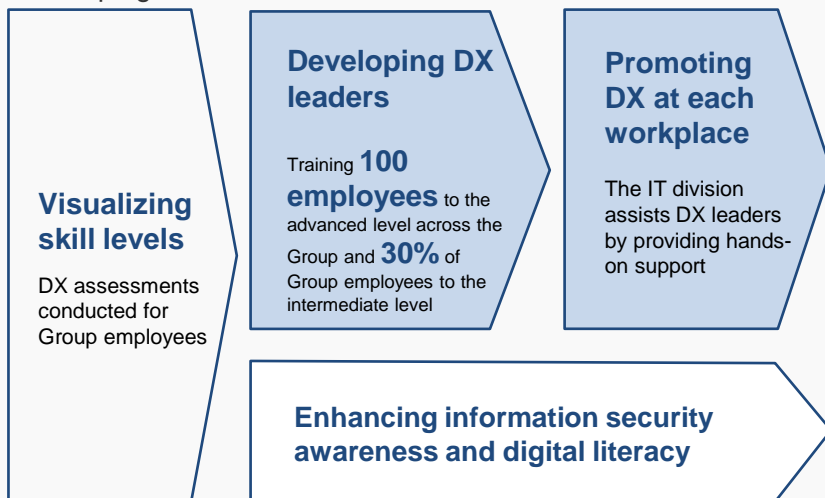 Visualizing
skill levels
DX assessments
conducted for
Group employees
Developing DX
leaders
Training 100
employees to the
advanced level across the
Group and 30% of
Group employees to the
intermediate level
Promoting
DX at each
workplace
The IT division
assists DX leaders
by providing hands-
on support
Enhancing information security
awareness and digital literacy